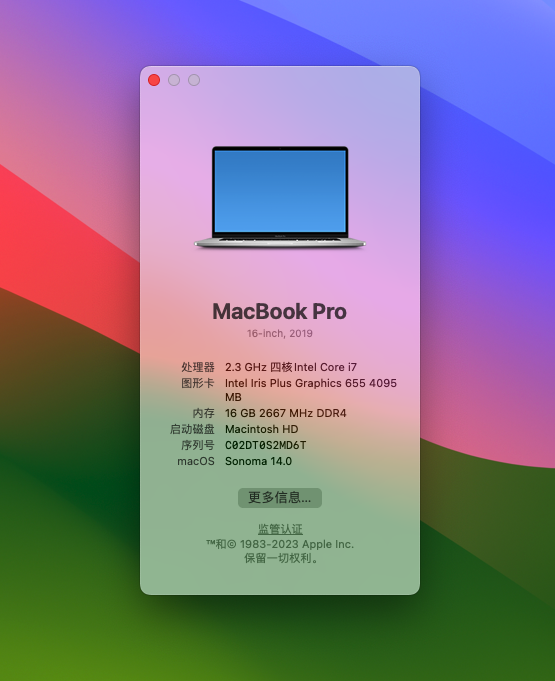 MacBook Pro
16-inch, 2019
处理器 2.3 GHz 四核Intel Core i7
图形卡 Intel Iris Plus Graphics 655 4095
MB
内存 16 GB 2667 MHz DDR4
启动磁盘 Macintosh HD
序列号 C02DT0S2MD6T
macOS Sonoma 14.0
更多信息...
监管认证
™和© 1983-2023 Apple Inc.
保留一切权利。